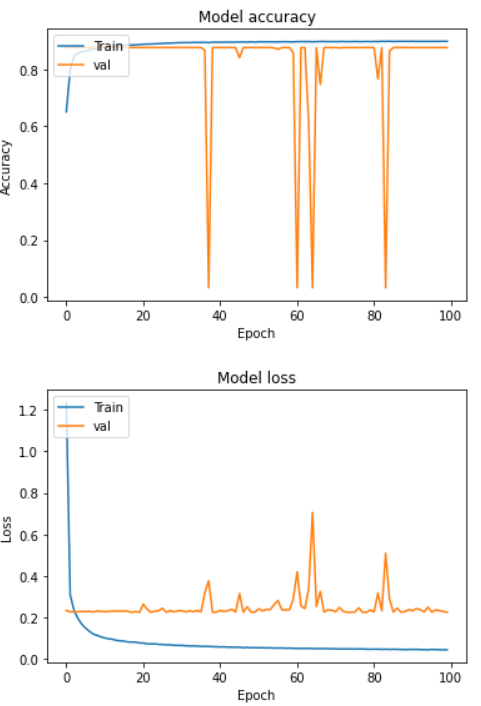 Model accuracy
Train
val
0.8
0.6
0.4
0.2
0.0
Accuracy
0 20 40 60 80 100
Epoch
Model loss
Train
val
1.2
1.0
0.8
0.6
0.4
0.2
0.0
Loss
0 20 40 60 80 100
Epoch